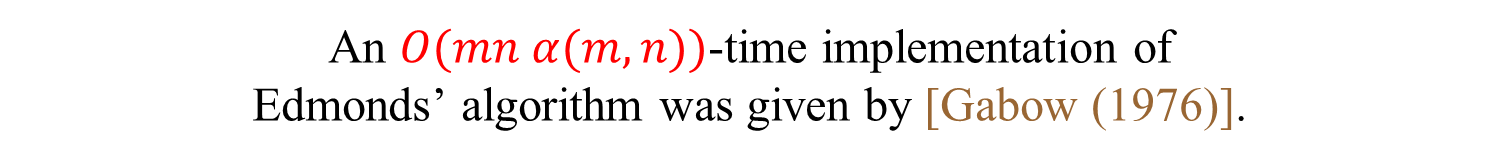 An O(mn α(m, n))-time implementation of
Edmonds’ algorithm was given by [Gabow (1976)].